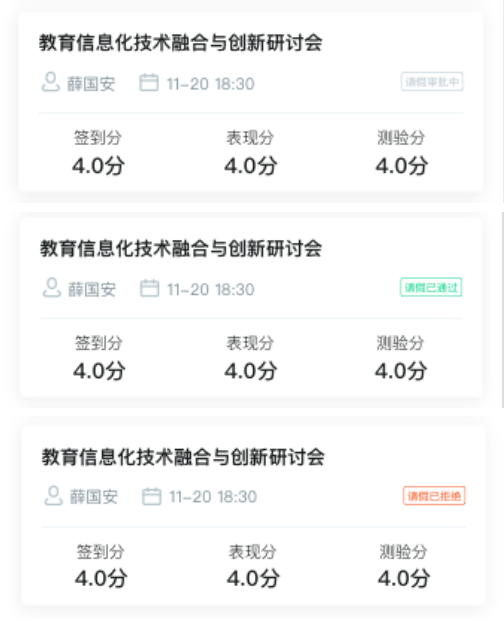 教育信息化技术融合与创新研讨会
薛国安 11-20 18:30 请假审批中
签到分 表现分 测验分
4.0分 4.0分 4.0分
教育信息化技术融合与创新研讨会
薛国安 11-20 18:30 请假已通过
签到分 表现分 测验分
4.0分 4.0分 4.0分
教育信息化技术融合与创新研讨会
薛国安 11-20 18:30 请假已拒绝
签到分 表现分 测验分
4.0分 4.0分 4.0分